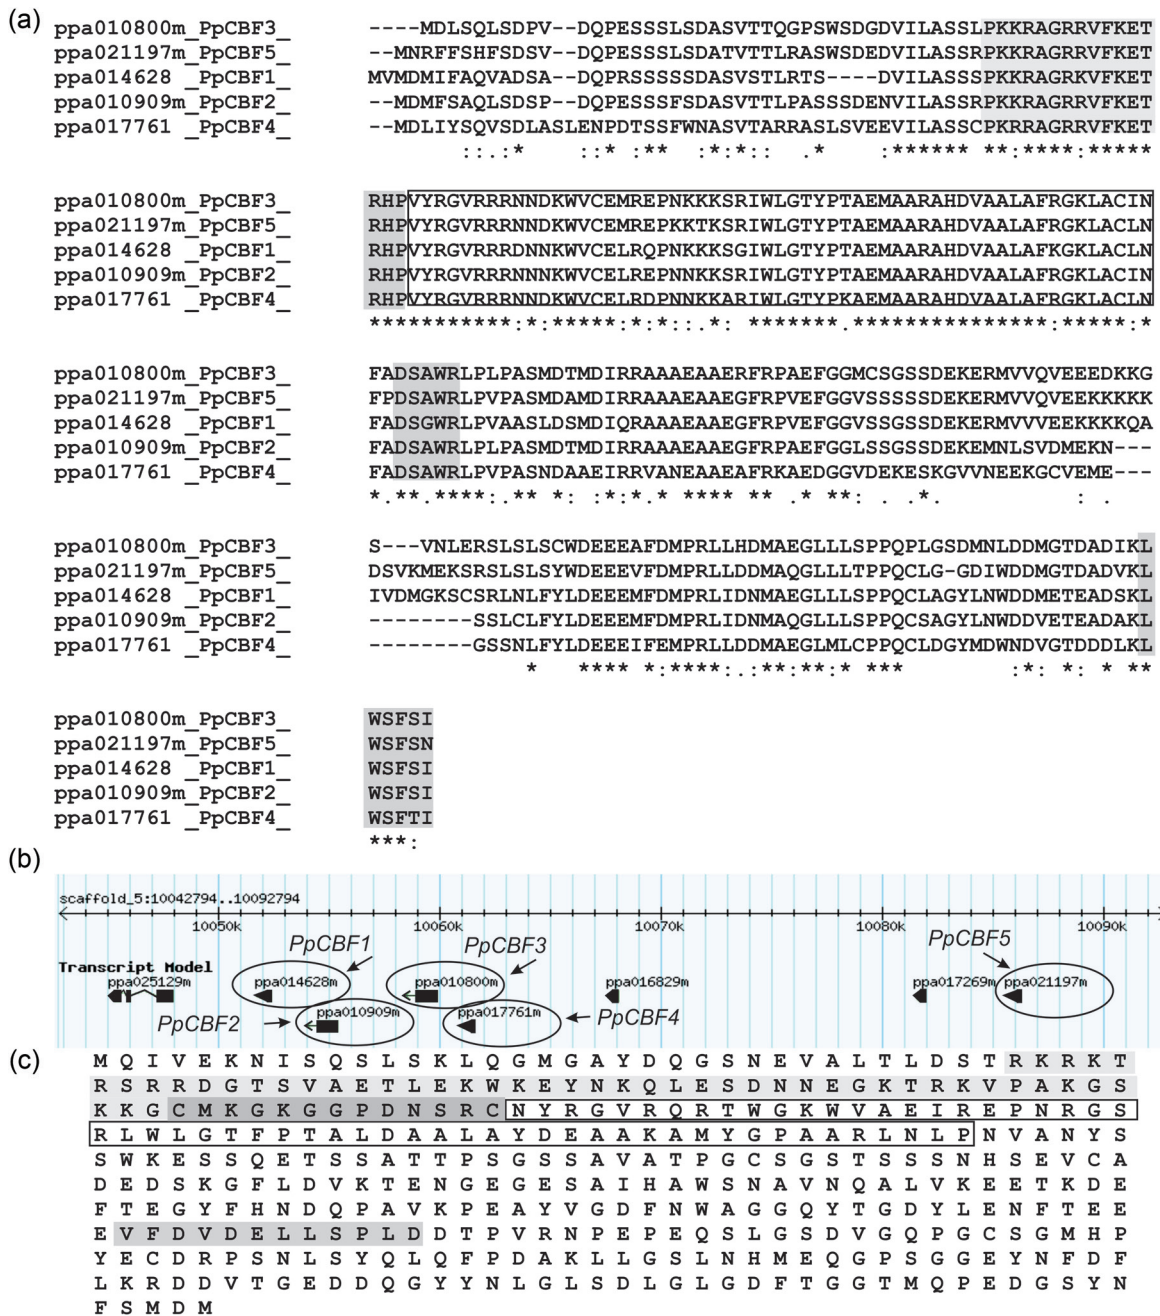 (a)
ppa010800m_PpCBF3_ ----MDLSQLSDPV--DQPESSSLSDASVTTQGPSWSDGDVILASSLPKKRAGRRVFKET
ppa021197m_PpCBF5_ --MNRFFSHFSDSV--DQPESSSLSDATVTTLRASWSDENVILASSSPKKRAGRRVFKET
ppa014628 _PpCBF1_ MVMDMIFAQVADSA--DQPRSSSSSDASVSTLRTS----DVILASSSPKKRAGRKVFKET
ppa010909m_PpCBF2_ --MDMFSAQLSDSP--DQPESSSFSDASVTTLPASSSDENVILASSRPKKRAGRRVFKET
ppa017761 _PpCBF4_ --MDLIYSQVSDLASLENPDTSSFWNASVTARRASLSVEEVILASSCPKRRAGRRVFKET
::.:* ::* :** :*:*:: .* :****** **:****:*****
ppa010800m_PpCBF3_ RHPVYRGVRRRNNDKWVCEMREPNKKKSRIWLGTYPTAEMAARAHDVAALAFRGKLACIN
ppa021197m_PpCBF5_ RHPVYRGVRRRNNDKWVCEMREPKKTKSRIWLGTYPTAEMAARAHDVAALAFRGKLACLN
ppa014628 _PpCBF1_ RHPVYRGVRRRDNNKWVCELRQPNKKKSGIWLGTYPTAEMAARAHDVAALAFKGKLACLN
ppa010909m_PpCBF2_ RHPVYRGVRRRNNNKWVCELREPNNKKSRIWLGTYPTAEMAARAHDVAALAFRGKLACIN
ppa017761 _PpCBF4_ RHPVYRGVRRRNNDKWVCELRDPNNKKARIWLGTYPKAEMAARAHDVAALAFRGKLACLN
***********:*:*****:*:*::.*: *******.***************:*****:*
ppa010800m_PpCBF3_ FADSAWRLPLPASMDTMDIRRAAAEAAERFRPAEFGGMCSGSSDEKERMVVQVEEEDKKG
ppa021197m_PpCBF5_ FPDSAWRLPVPASMDAMDIRRAAAEAAEGFRPVEFGGVSSSSSDEKERMVVQVEEKKKKK
ppa014628 _PpCBF1_ FADSGWRLPVAASLDSMDIQRAAAEAAEGFRPVEFGGVSSGSSDEKERMVVVEEKKKKQA
ppa010909m_PpCBF2_ FADSAWRLPLPASMDTMDIRRAAAEAAEGFRPAEFGGLSSGSSDEKEMNLSVDMEKN---
ppa017761 _PpCBF4_ FADSAWRLPVPASNDAAEIRRVANEAAEAFRKAEDGGVDEKESKGVVNEEKGCVEME---
*.**.****:.** *: :*:*.* **** ** .* **: .*.:*. : .
ppa010800m_PpCBF3_ S---VNLERSLSLSCWDEEEAFDMPRLLHDMAEGLLLSPPQPLGSDMNLDDMGTDADIKL
ppa021197m_PpCBF5_ DSVKMEKSRSLSLSYWDEEEVFDMPRLLDDMAQGLLLTPPQCLG-GDIWDDMGTDADVKL
ppa014628 _PpCBF1_ IVDMGKSCSRLNLFYLDEEEMFDMPRLIDNMAEGLLLSPPQCLAGYLNWDDMETEADSKL
ppa010909m_PpCBF2_ --------SSLCLFYLDEEEMFDMPRLIDNMAQGLLLSPPQCSAGYLNWDDVETEADAKL
ppa017761 _PpCBF4_ --------GSSNLFYLDEEEIFEMPRLLDDMAEGLMLCPPQCLDGYMDWNDVGTDDDLKL
* **** *:****:.:**:**:* *** :*: *: * **
ppa010800m_PpCBF3_ WSFSI
ppa021197m_PpCBF5_ WSFSN
ppa014628 _PpCBF1_ WSFSI
ppa010909m_PpCBF2_ WSFSI
ppa017761 _PpCBF4_ WSFTI
***:
(b)
scaffold_5:10042794..10092794
10050k 10060k 10070k 10080k 10090k
PpCBF1 PpCBF3 PpCBF5
Transcript Model
ppa025129m ppa014628m ppa010800m ppa016829m ppa017269m ppa021197m
PpCBF2 ppa010909m ppa017761m PpCBF4
(c)
M Q I V E K N I S Q S L S K L Q G M G A Y D Q G S N E V A L T L D S T R K R K T
R S R R D G T S V A E T L E K W K E Y N K Q L E S D N N E G K T R K V P A K G S
K K G C M K G K G G P D N S R C N Y R G V R Q R T W G K W V A E I R E P N R G S
R L W L G T F P T A L D A A L A Y D E A A K A M Y G P A A R L N L P N V A N Y S
S W K E S S Q E T S S A T T P S G S S A V A T P G C S G S T S S S N H S E V C A
D E D S K G F L D V K T E N G E G E S A I H A W S N A V N Q A L V K E E T K D E
F T E G Y F H N D Q P A V K P E A Y V G D F N W A G G Q Y T G D Y L E N F T E E
E V F D V D E L L S P L D D T P V R N P E P E Q S L G S D V G Q P G C S G M H P
Y E C D R P S N L S Y Q L Q F P D A K L L G S L N H M E Q G P S G G E Y N F D F
L K R D D V T G E D D Q G Y Y N L G L S D L G L G D F T G G T M Q P E D G S Y N
F S M D M